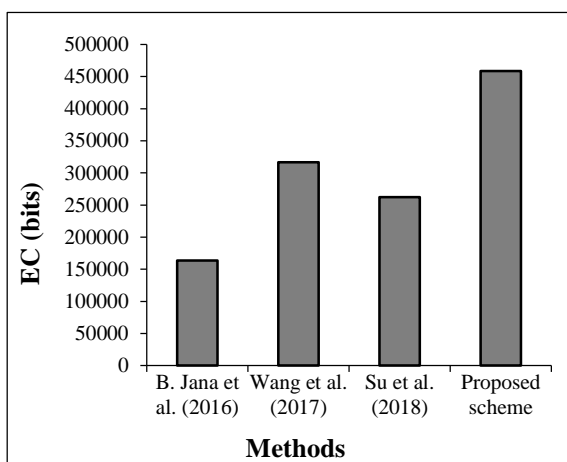 EC (bits)
500000
450000
400000
350000
300000
250000
200000
150000
100000
50000
0
B. Jana et al. (2016)
Wang et al. (2017)
Su et al. (2018)
Proposed scheme
Methods